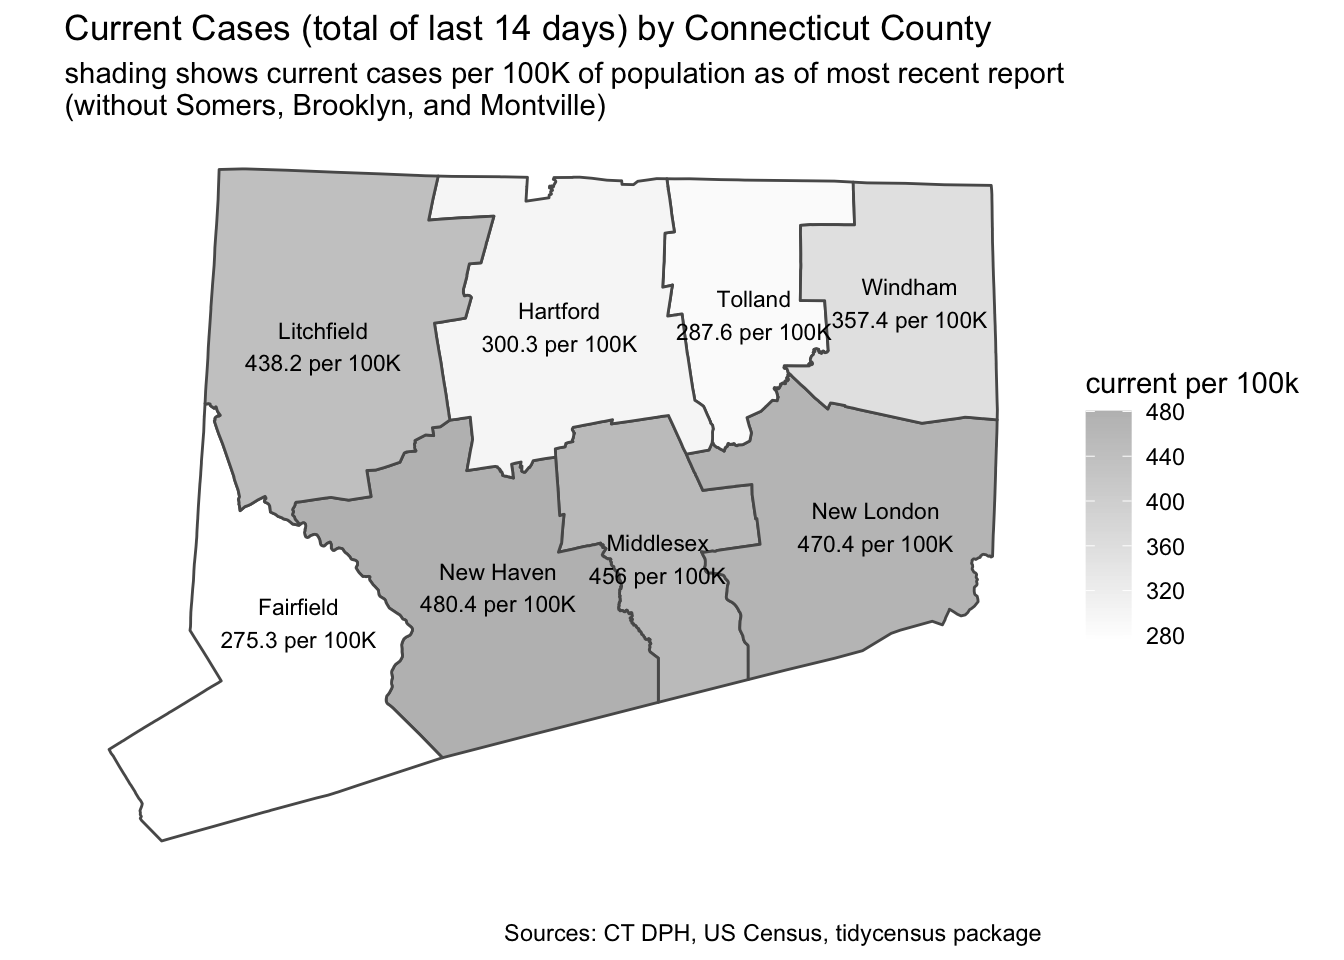 Current Cases (total of last 14 days) by Connecticut County
shading shows current cases per 100K of population as of most recent report
(without Somers, Brooklyn, and Montville)
Litchfield
438.2 per 100K
Hartford
300.3 per 100K
Tolland
287.6 per 100K
Windham
357.4 per 100K
Fairfield
275.3 per 100K
New Haven
480.4 per 100K
Middlesex
456 per 100K
New London
470.4 per 100K
current per 100k
480
440
400
360
320
280
Sources: CT DPH, US Census, tidycensus package